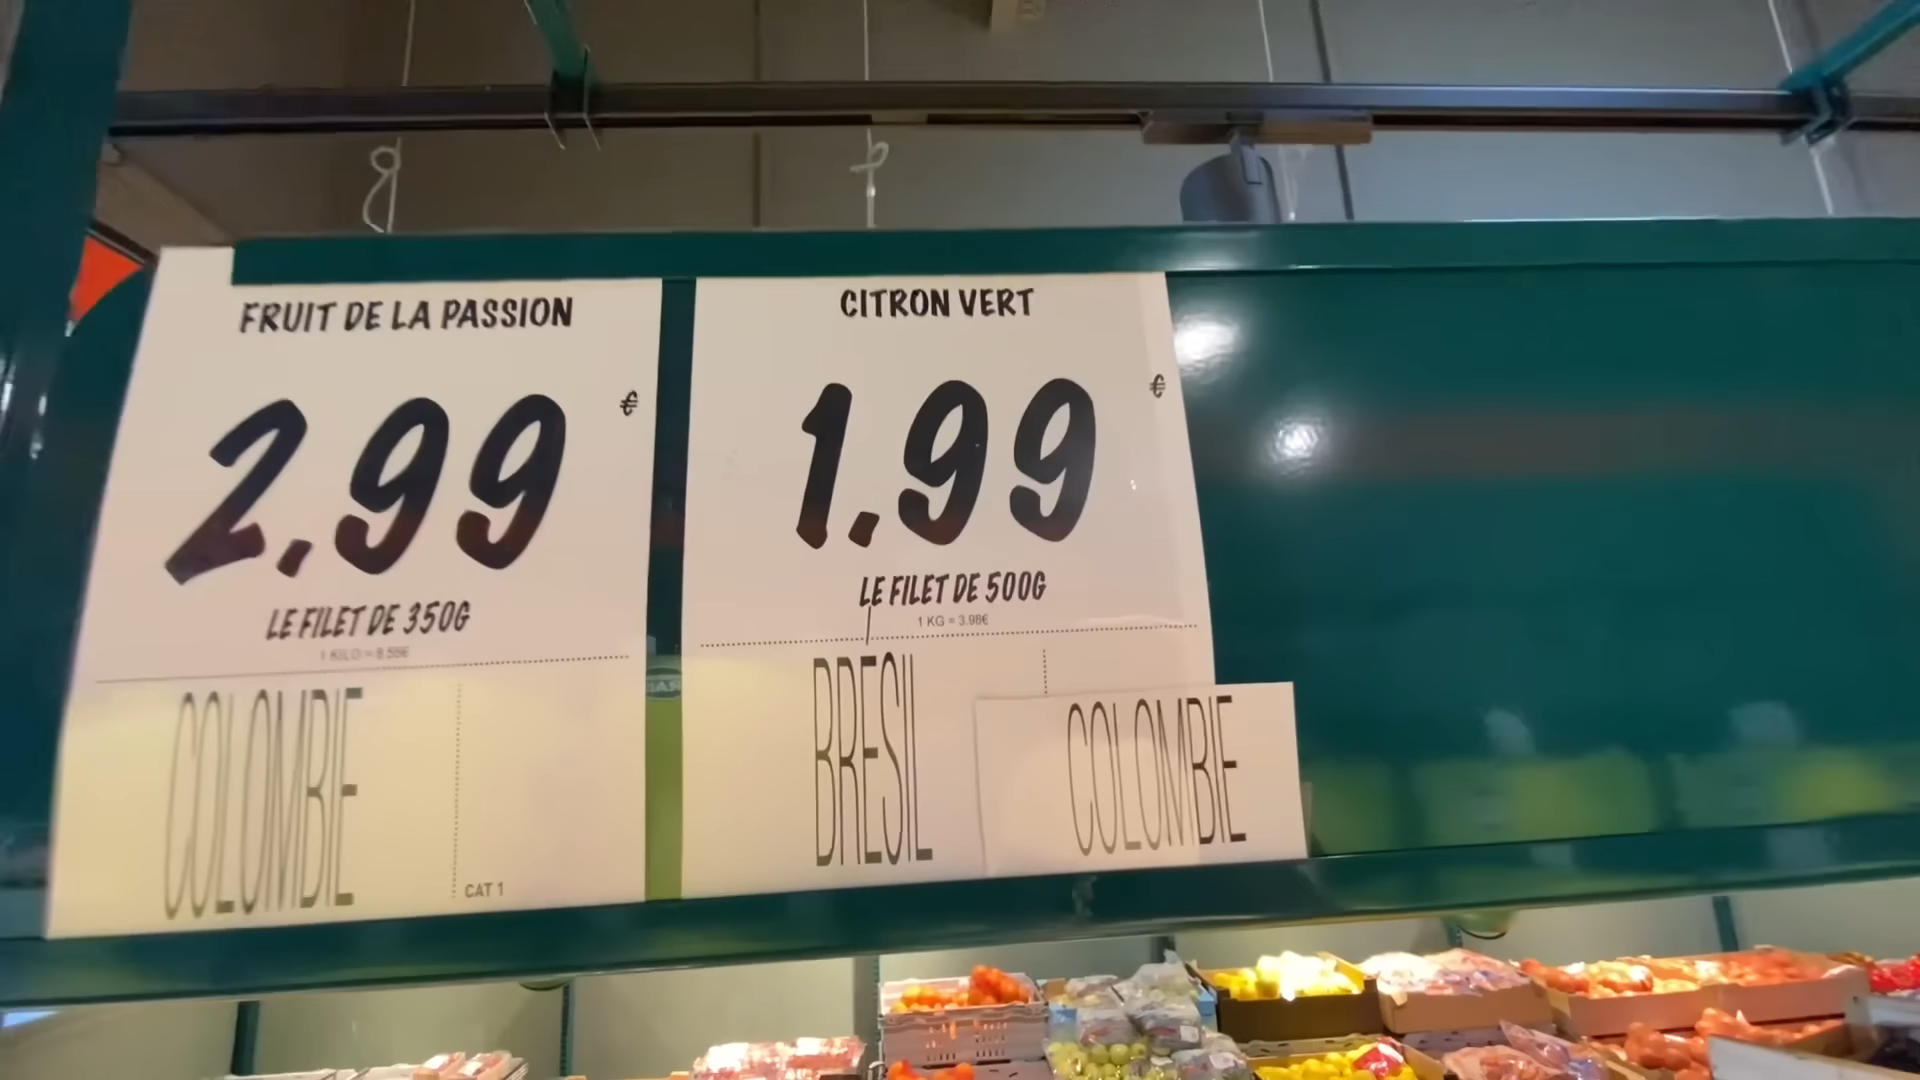 FRUIT DE LA PASSION
2.99
€
LE FILET DE 350G
COLOMBIE
CAT 1
CITRON VERT
1.99
€
LE FILET DE 500G
1 KG = 3.98€
BRÉSIL
COLOMBIE